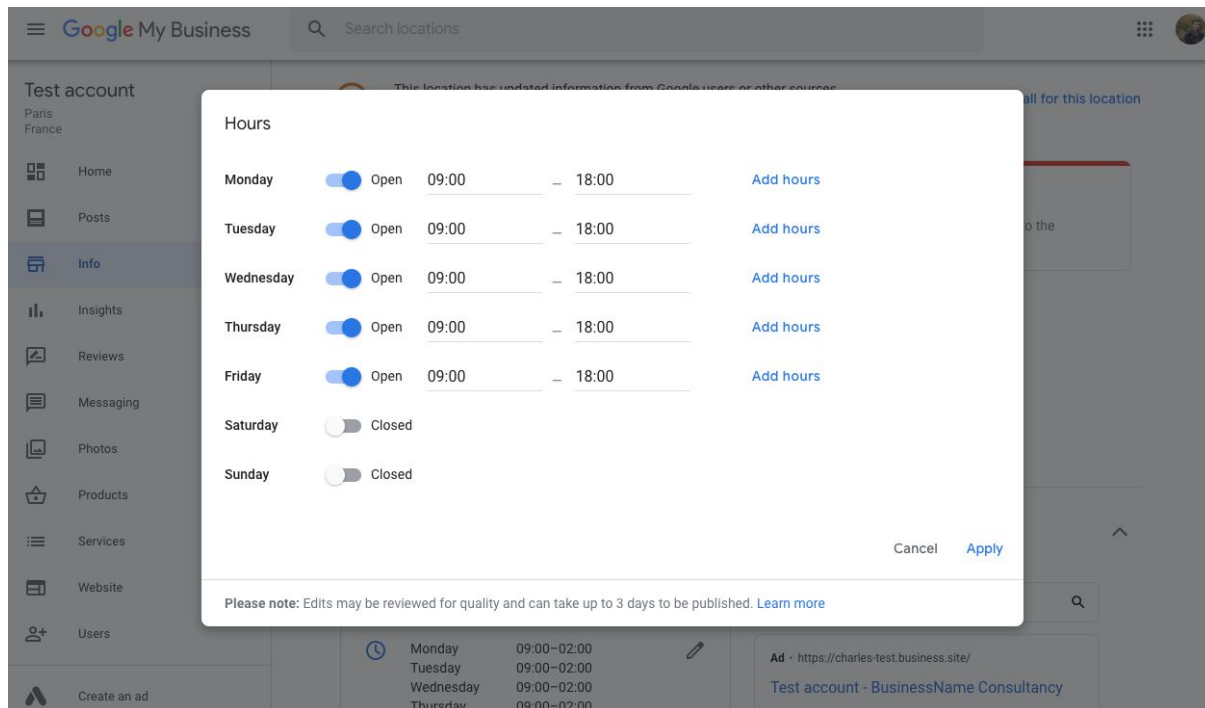 Google My Business
Search locations
Test account
Paris
France
Home
Posts
Info
Insights
Reviews
Messaging
Photos
Products
Services
Website
Users
Create an ad
This location has updated information from Google users or other sources
all for this location
o the
Hours
Monday Open 09:00 – 18:00 Add hours
Tuesday Open 09:00 – 18:00 Add hours
Wednesday Open 09:00 – 18:00 Add hours
Thursday Open 09:00 – 18:00 Add hours
Friday Open 09:00 – 18:00 Add hours
Saturday Closed
Sunday Closed
Cancel Apply
Please note: Edits may be reviewed for quality and can take up to 3 days to be published. Learn more
Monday 09:00–02:00
Tuesday 09:00–02:00
Wednesday 09:00–02:00
Thursday 09:00–02:00
Ad · https://charles-test.business.site/
Test account - BusinessName Consultancy